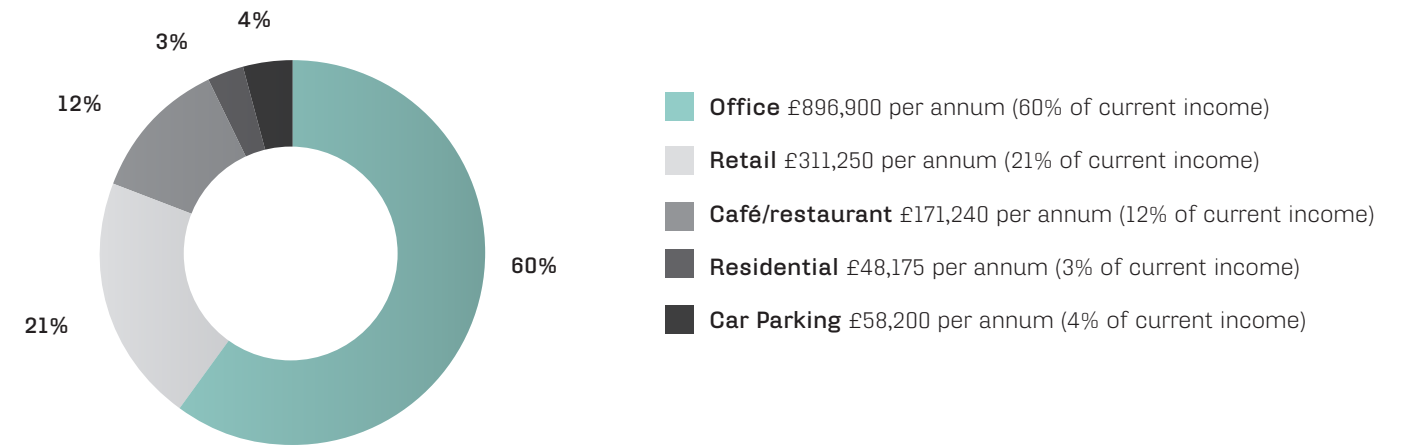 4%
3%
12%
60%
21%
Office £896,900 per annum (60% of current income)
Retail £311,250 per annum (21% of current income)
Café/restaurant £171,240 per annum (12% of current income)
Residential £48,175 per annum (3% of current income)
Car Parking £58,200 per annum (4% of current income)